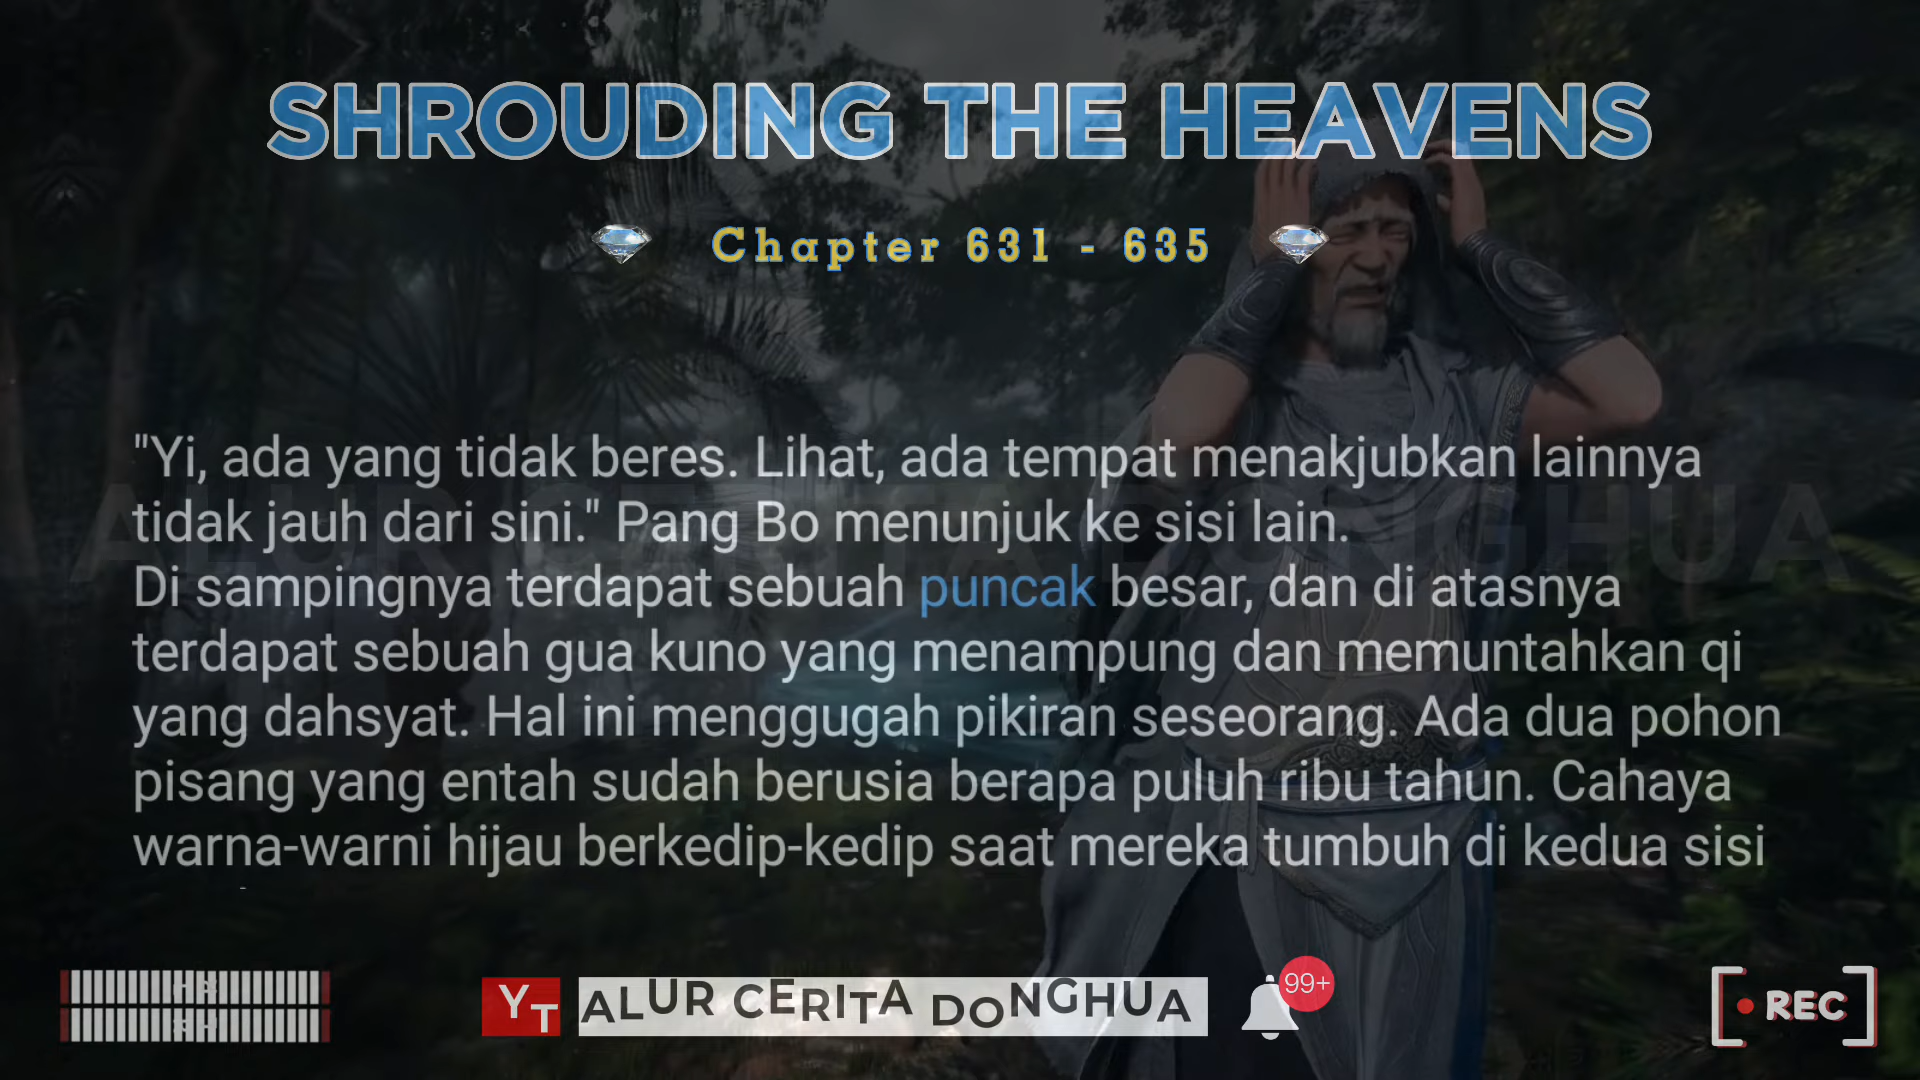 SHROUDING THE HEAVENS
Chapter 631 - 635
"Yi, ada yang tidak beres. Lihat, ada tempat menakjubkan lainnya
tidak jauh dari sini." Pang Bo menunjuk ke sisi lain.
Di sampingnya terdapat sebuah puncak besar, dan di atasnya
terdapat sebuah gua kuno yang menampung dan memuntahkan qi
yang dahsyat. Hal ini menggugah pikiran seseorang. Ada dua pohon
pisang yang entah sudah berusia berapa puluh ribu tahun. Cahaya
warna-warni hijau berkedip-kedip saat mereka tumbuh di kedua sisi
ALUR CERITA DONGHUA
YT ALUR CERITA DONGHUA 99+
REC